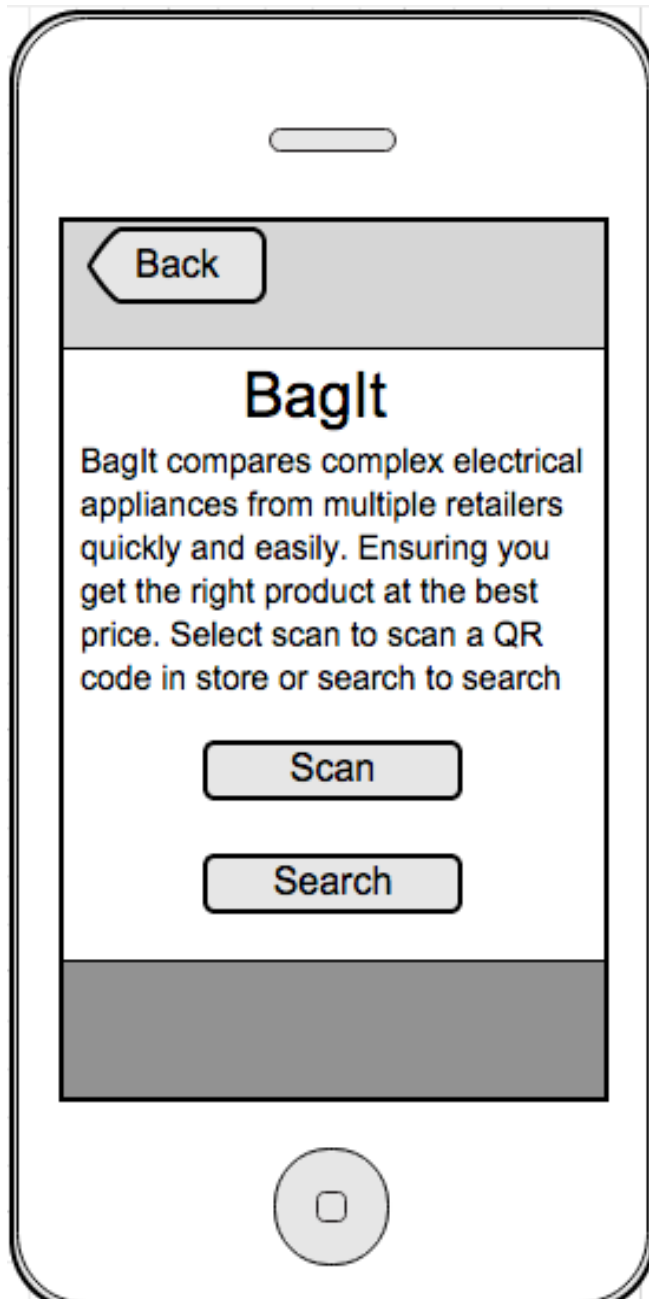 Back
BagIt
BagIt compares complex electrical
appliances from multiple retailers
quickly and easily. Ensuring you
get the right product at the best
price. Select scan to scan a QR
code in store or search to search
Scan
Search